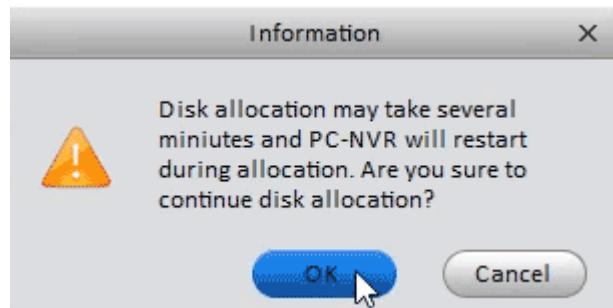 Information
Disk allocation may take several
miniutes and PC-NVR will restart
during allocation. Are you sure to
continue disk allocation?
OK
Cancel